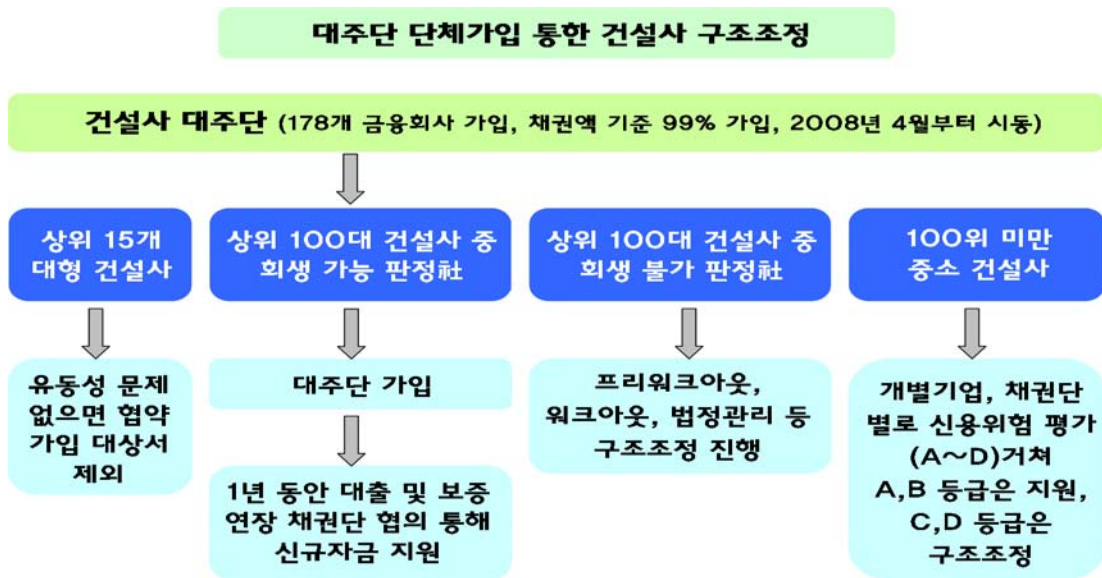 대주단 단체가입 통한 건설사 구조조정
건설사 대주단 (178개 금융회사 가입, 채권액 기준 99% 가입, 2008년 4월부터 시동)
상위 15개
대형 건설사
상위 100대 건설사 중
회생 가능 판정社
상위 100대 건설사 중
회생 불가 판정社
100위 미만
중소 건설사
유동성 문제
없으면 협약
가입 대상서
제외
대주단 가입
1년 동안 대출 및 보증
연장 채권단 협의 통해
신규자금 지원
프리워크아웃,
워크아웃, 법정관리 등
구조조정 진행
개별기업, 채권단
별로 신용위험 평가
(A~D)거쳐
A,B 등급은 지원,
C,D 등급은
구조조정